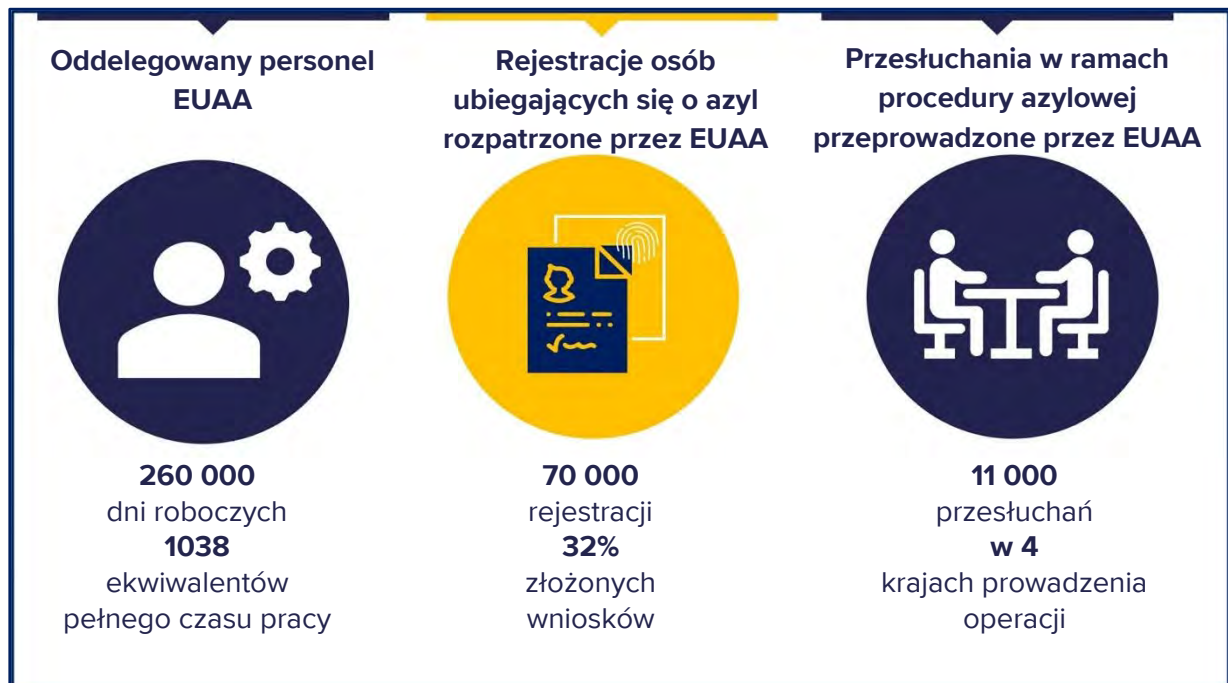 Oddelegowany personel
EUAA
260 000
dni roboczych
1038
ekwiwalentów
pełnego czasu pracy
Rejestracje osób
ubiegających się o azyl
rozpatrzone przez EUAA
70 000
rejestracji
32%
złożonych
wniosków
Przesłuchania w ramach
procedury azylowej
przeprowadzone przez EUAA
11 000
przesłuchań
w 4
krajach prowadzenia
operacji